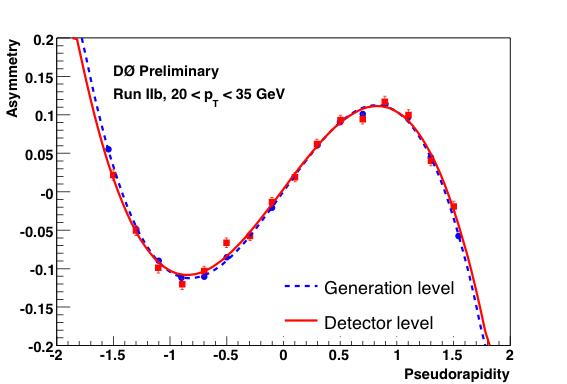 Asymmetry
0.2
0.15
0.1
0.05
-0
-0.05
-0.1
-0.15
-0.2
DØ Preliminary
Run IIb, 20 < pT < 35 GeV
Generation level
Detector level
-2 -1.5 -1 -0.5 0 0.5 1 1.5 2
Pseudorapidity